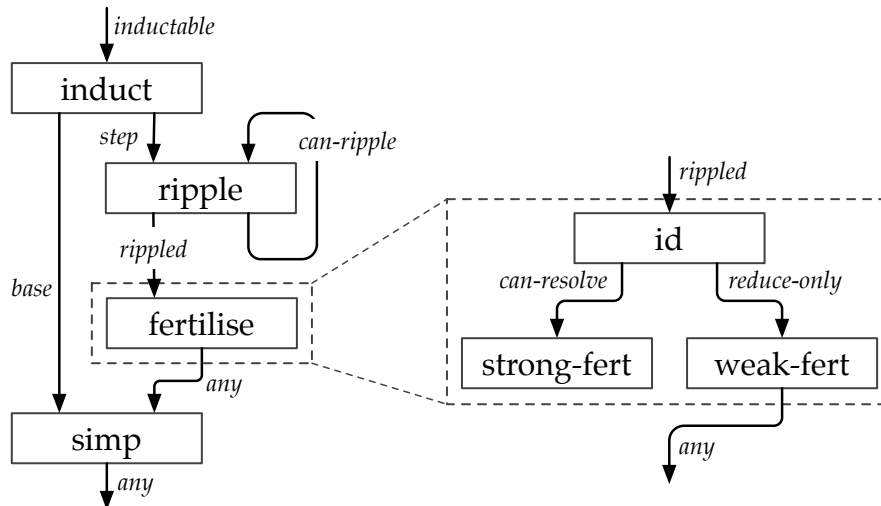 inductable
induct
step
can-ripple
ripple
rippled
base
fertilise
any
simp
any
rippled
id
can-resolve
reduce-only
strong-fert
weak-fert
any